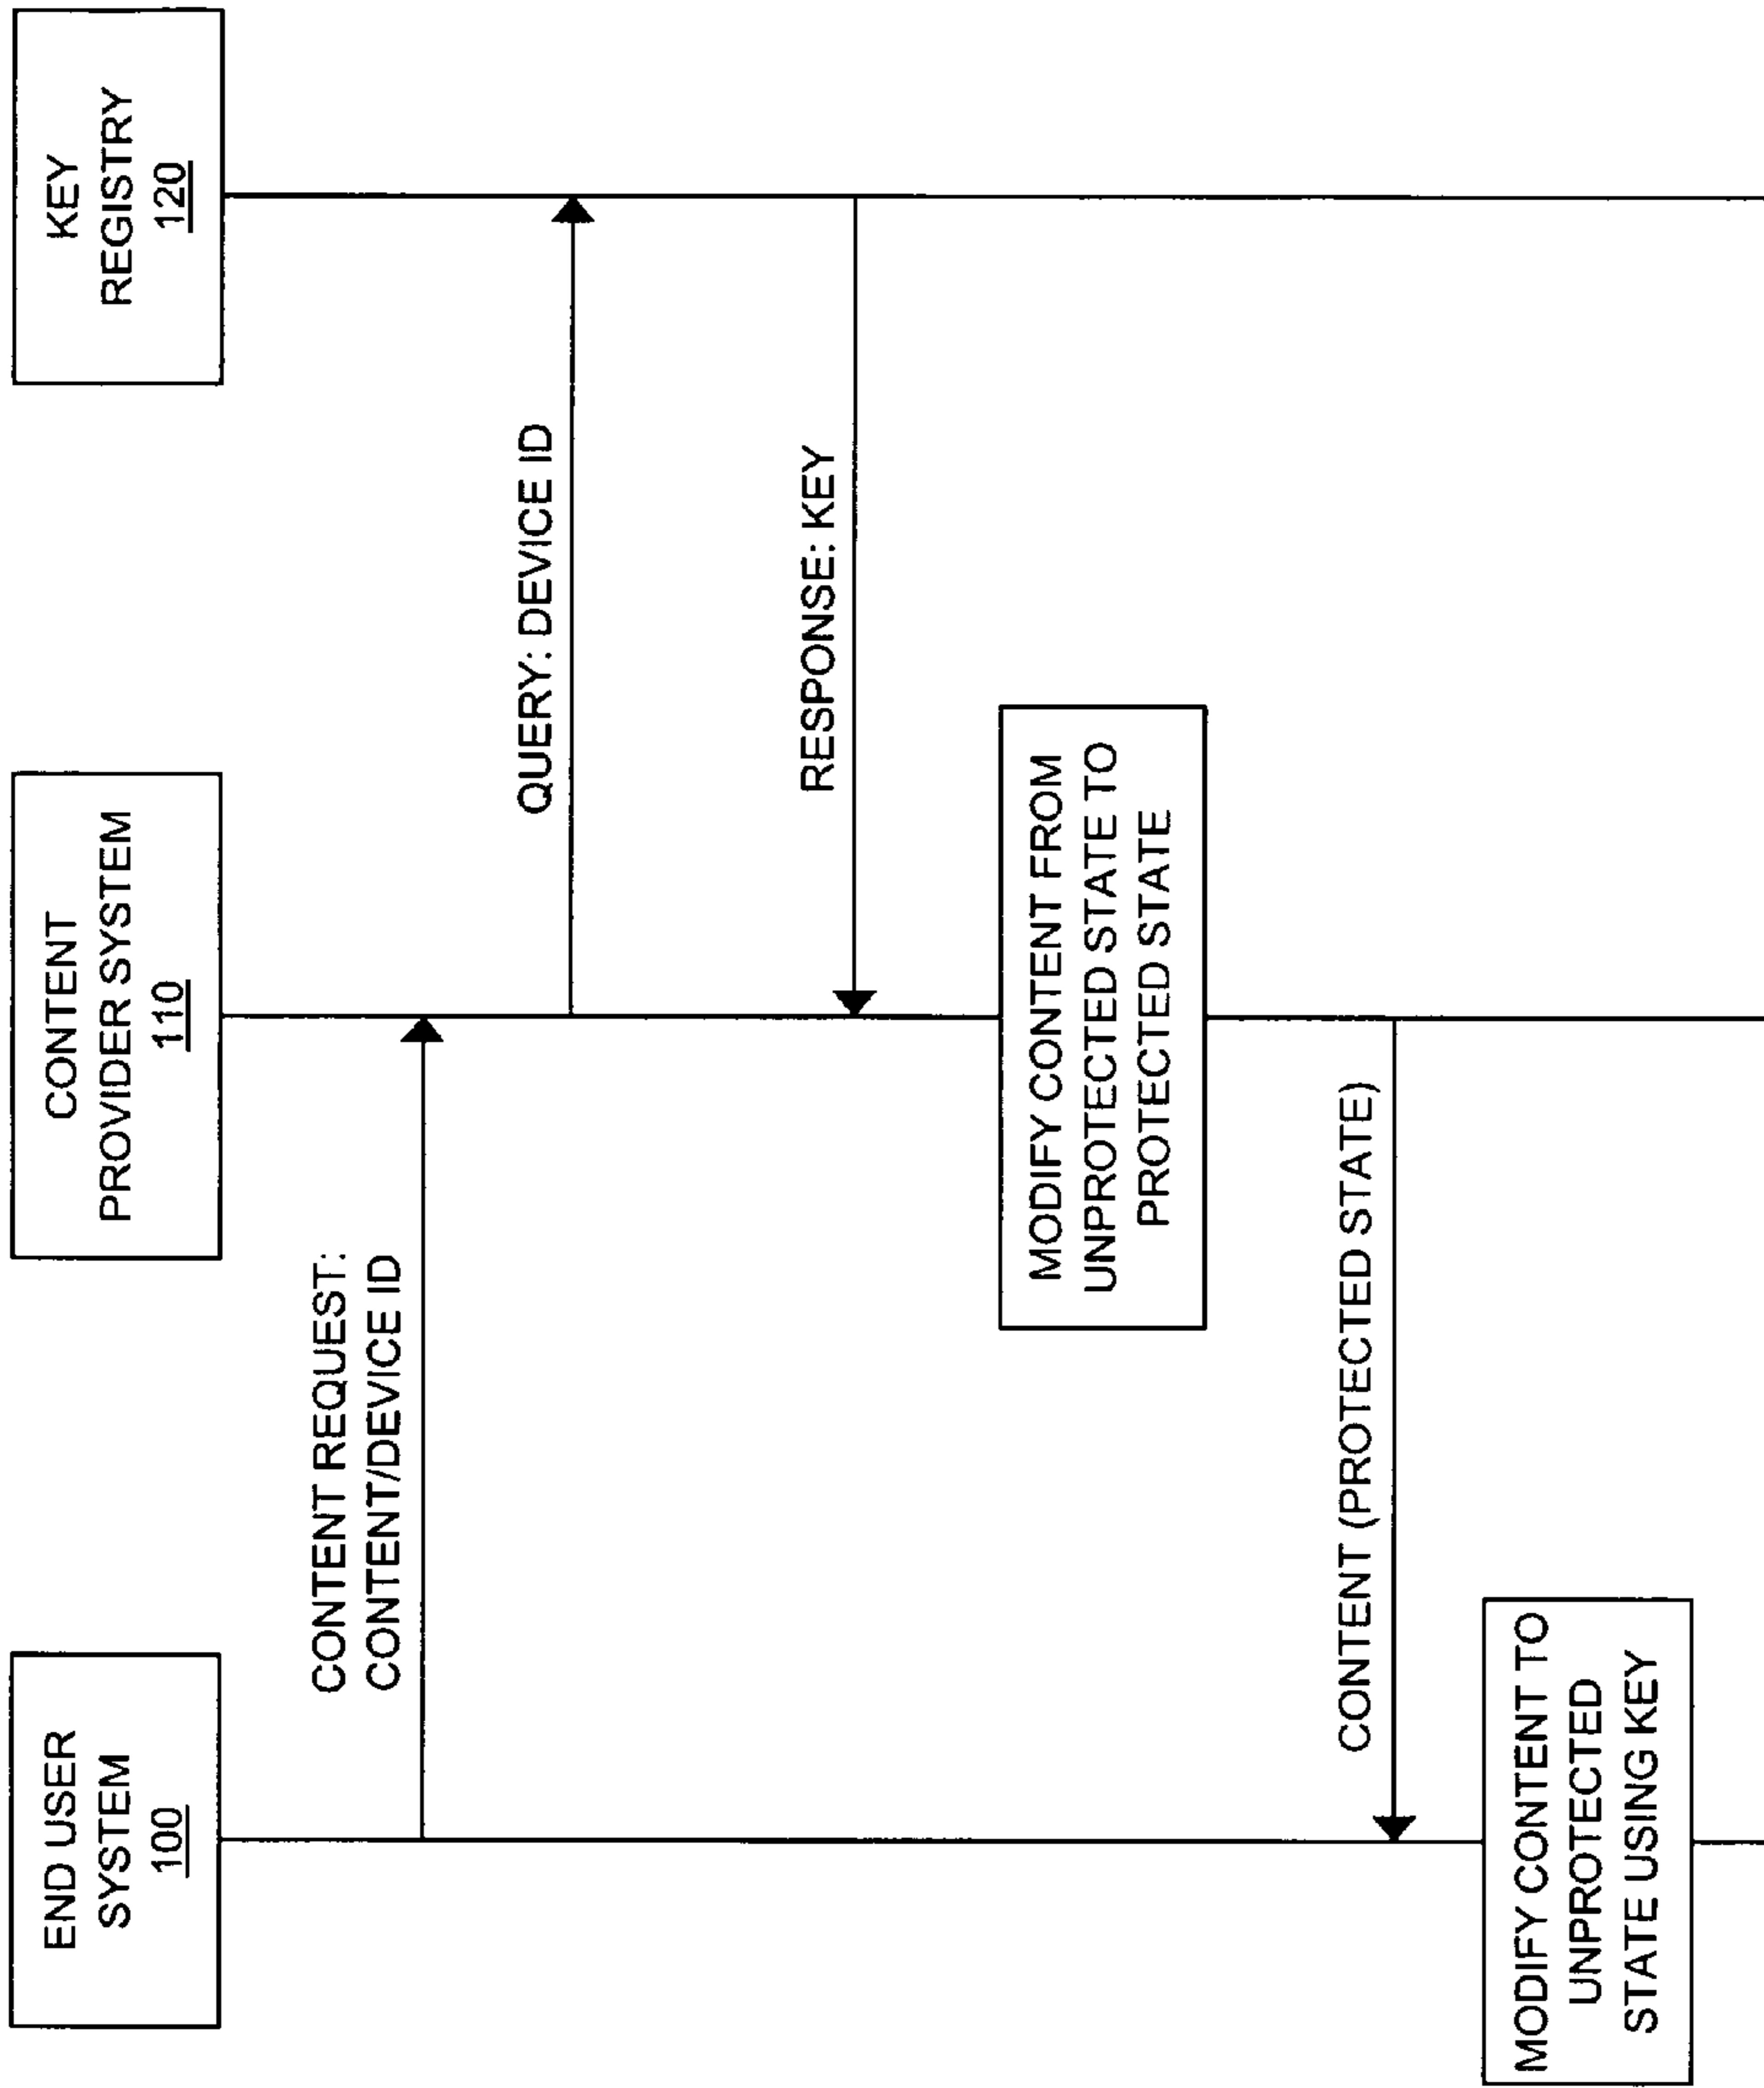 END USER
SYSTEM
100
CONTENT
PROVIDER SYSTEM
110
KEY
REGISTRY
120
CONTENT REQUEST:
CONTENT/DEVICE ID
QUERY: DEVICE ID
RESPONSE: KEY
MODIFY CONTENT FROM
UNPROTECTED STATE TO
PROTECTED STATE
CONTENT (PROTECTED STATE)
MODIFY CONTENT TO
UNPROTECTED
STATE USING KEY